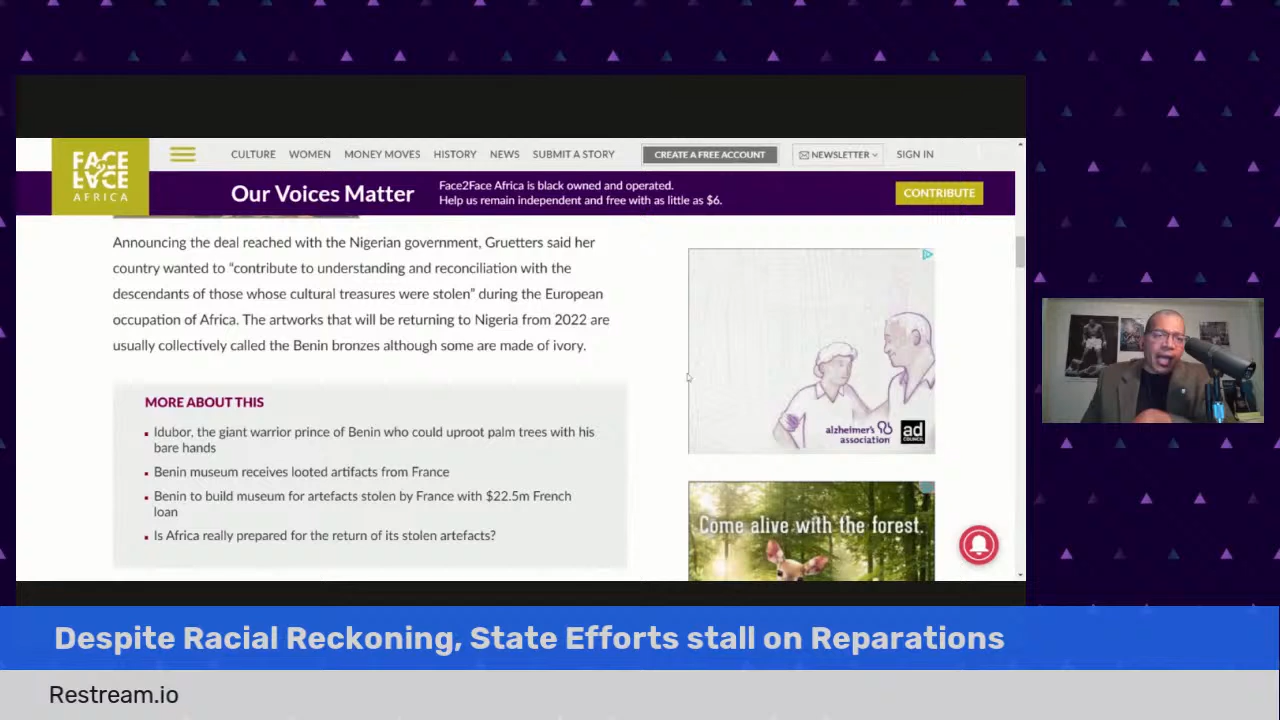 FACE
2
FACE
AFRICA
CULTURE WOMEN MONEY MOVES HISTORY NEWS SUBMIT A STORY CREATE A FREE ACCOUNT NEWSLETTER SIGN IN
Our Voices Matter
Face2Face Africa is black owned and operated.
Help us remain independent and free with as little as $6.
CONTRIBUTE
Announcing the deal reached with the Nigerian government, Gruetters said her
country wanted to “contribute to understanding and reconciliation with the
descendants of those whose cultural treasures were stolen” during the European
occupation of Africa. The artworks that will be returning to Nigeria from 2022 are
usually collectively called the Benin bronzes although some are made of ivory.
MORE ABOUT THIS
Idubor, the giant warrior prince of Benin who could uproot palm trees with his
bare hands
Benin museum receives looted artifacts from France
Benin to build museum for artefacts stolen by France with $22.5m French
loan
Is Africa really prepared for the return of its stolen artefacts?
alzheimer's
association
ad
COUNCIL
Come alive with the forest.
Despite Racial Reckoning, State Efforts stall on Reparations
Restream.io